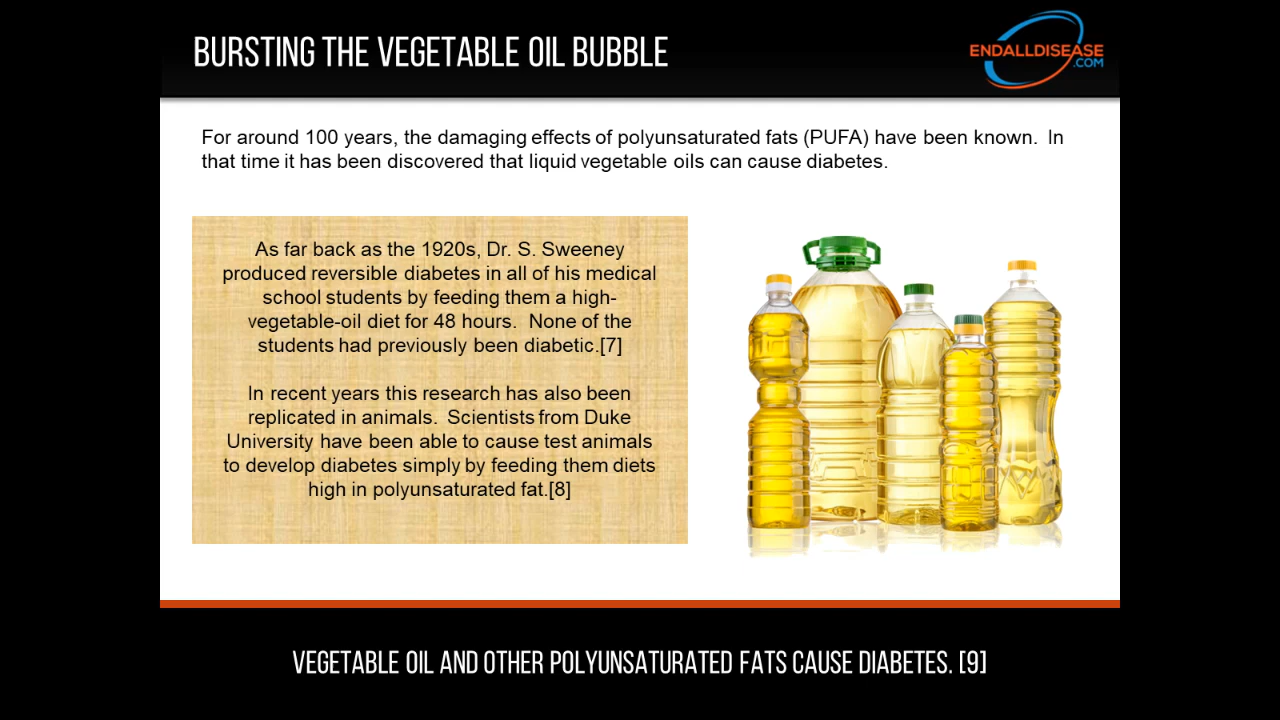 BURSTING THE VEGETABLE OIL BUBBLE
ENDALLDISEASE
.COM
For around 100 years, the damaging effects of polyunsaturated fats (PUFA) have been known. In
that time it has been discovered that liquid vegetable oils can cause diabetes.
As far back as the 1920s, Dr. S. Sweeney
produced reversible diabetes in all of his medical
school students by feeding them a high-
vegetable-oil diet for 48 hours. None of the
students had previously been diabetic.[7]
In recent years this research has also been
replicated in animals. Scientists from Duke
University have been able to cause test animals
to develop diabetes simply by feeding them diets
high in polyunsaturated fat.[8]
VEGETABLE OIL AND OTHER POLYUNSATURATED FATS CAUSE DIABETES. [9]